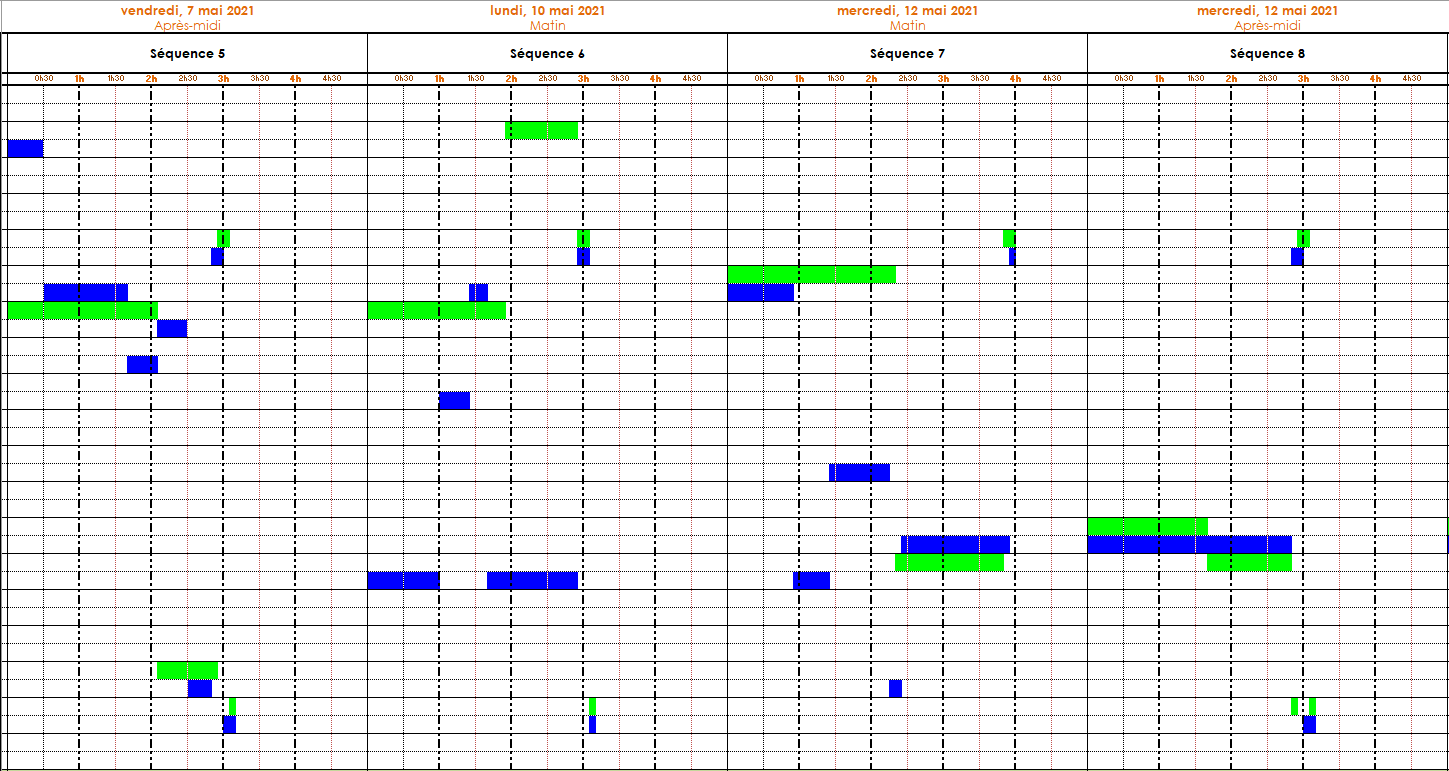 vendredi, 7 mai 2021 lundi, 10 mai 2021 mercredi, 12 mai 2021 mercredi, 12 mai 2021
Après-midi Matin Matin Après-midi
Séquence 5 Séquence 6 Séquence 7 Séquence 8
0h30 1h 1h30 2h 2h30 3h 3h30 4h 4h30 0h30 1h 1h30 2h 2h30 3h 3h30 4h 4h30 0h30 1h 1h30 2h 2h30 3h 3h30 4h 4h30 0h30 1h 1h30 2h 2h30 3h 3h30 4h 4h30